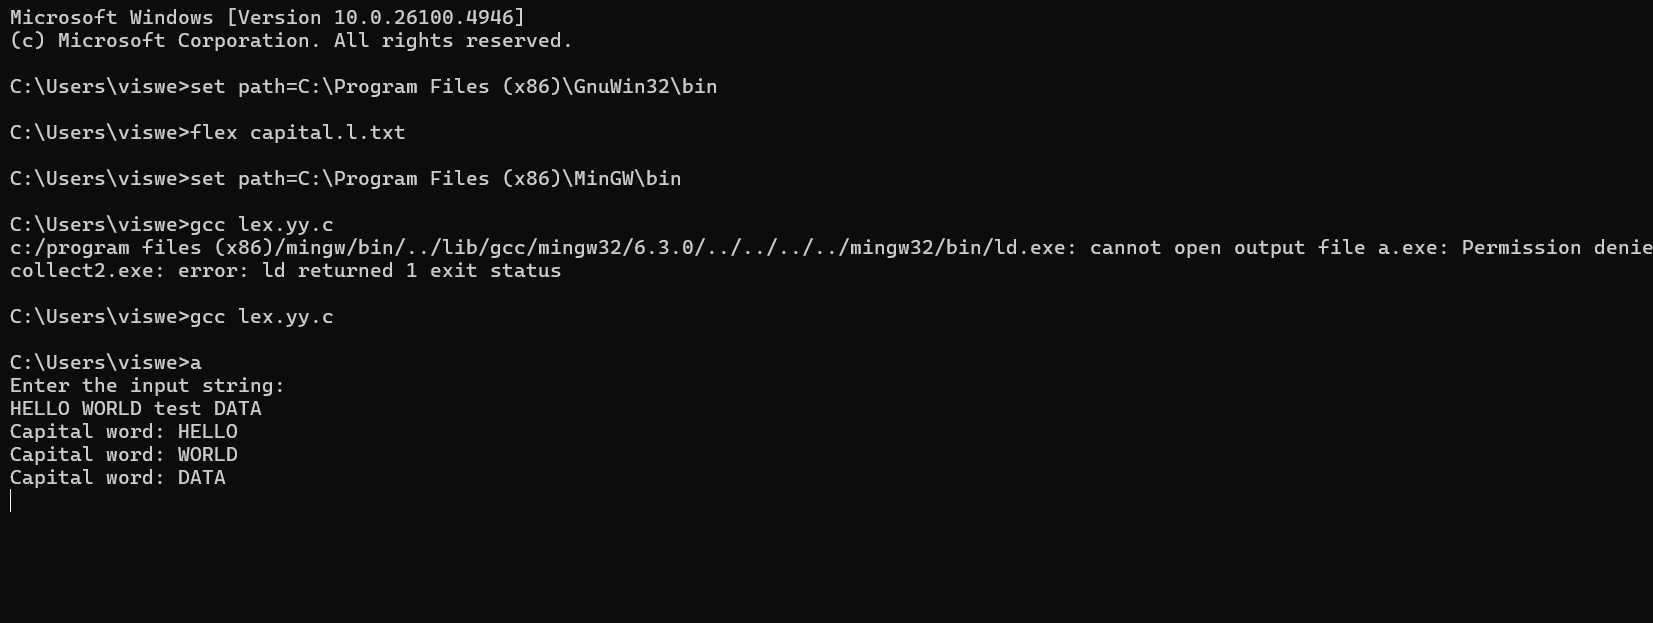 Microsoft Windows [Version 10.0.26100.4946]
(c) Microsoft Corporation. All rights reserved.
C:\Users\viswe>set path=C:\Program Files (x86)\GnuWin32\bin
C:\Users\viswe>flex capital.l.txt
C:\Users\viswe>set path=C:\Program Files (x86)\MinGW\bin
C:\Users\viswe>gcc lex.yy.c
c:/program files (x86)/mingw/bin/../lib/gcc/mingw32/6.3.0/../../../../mingw32/bin/ld.exe: cannot open output file a.exe: Permission denie
collect2.exe: error: ld returned 1 exit status
C:\Users\viswe>gcc lex.yy.c
C:\Users\viswe>a
Enter the input string:
HELLO WORLD test DATA
Capital word: HELLO
Capital word: WORLD
Capital word: DATA